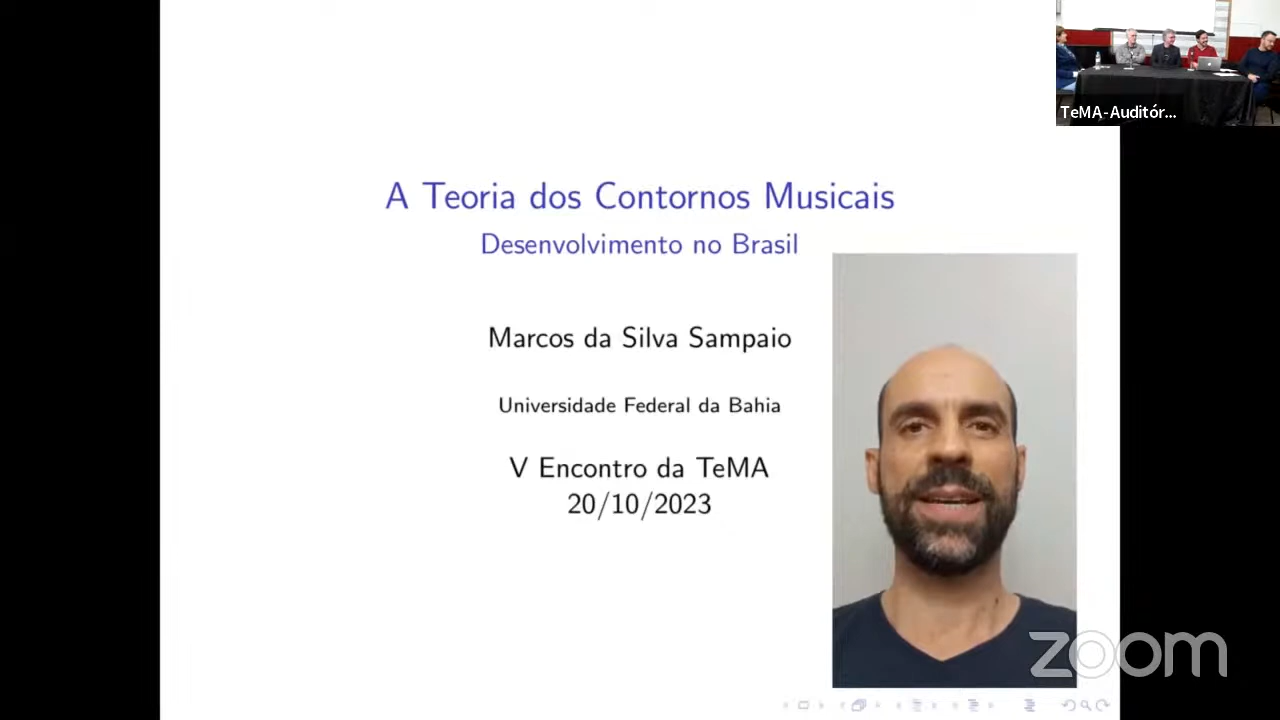 TeMA-Auditór...
A Teoria dos Contornos Musicais
Desenvolvimento no Brasil
Marcos da Silva Sampaio
Universidade Federal da Bahia
V Encontro da TeMA
20/10/2023
zoom